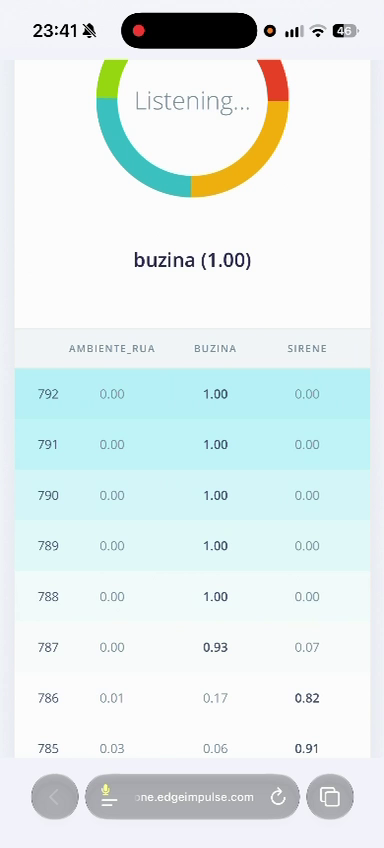 23:41 46
Listening...
buzina (1.00)
AMBIENTE_RUA BUZINA SIRENE
792 0.00 1.00 0.00
791 0.00 1.00 0.00
790 0.00 1.00 0.00
789 0.00 1.00 0.00
788 0.00 1.00 0.00
787 0.00 0.93 0.07
786 0.01 0.17 0.82
785 0.03 0.06 0.91
one.edgeimpulse.com